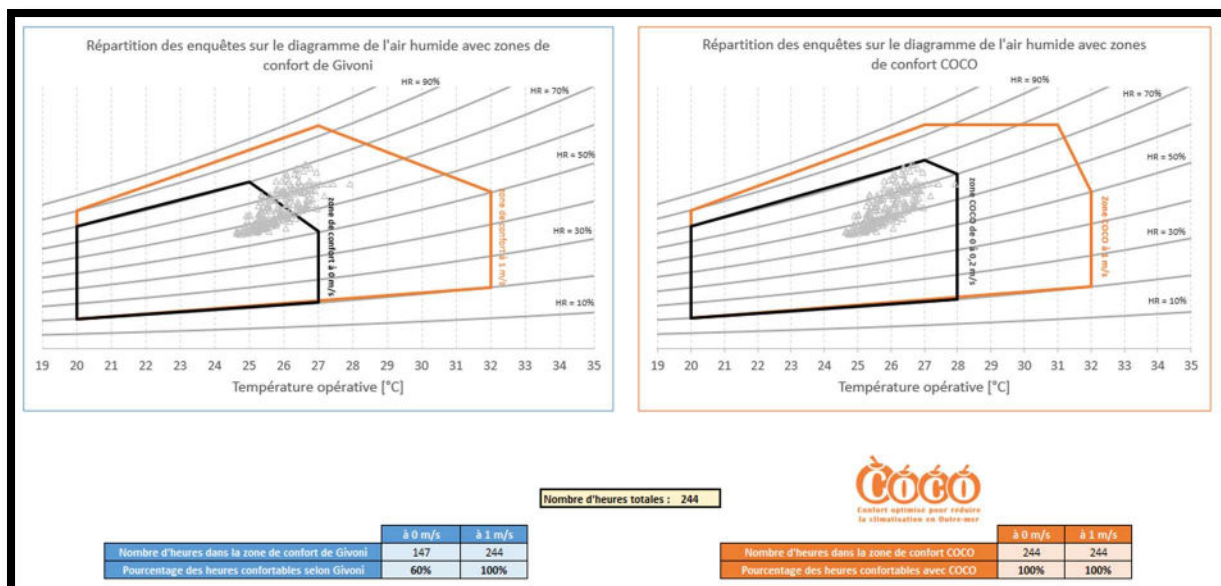 Répartition des enquêtes sur le diagramme de l'air humide avec zones de
confort de Givoni
HR = 90%
HR = 70%
HR = 50%
HR = 30%
HR = 10%
zone de confort à 0 m/s
zone de confort à 1 m/s
19 20 21 22 23 24 25 26 27 28 29 30 31 32 33 34 35
Température opérative [°C]
Répartition des enquêtes sur le diagramme de l'air humide avec zones
de confort COCO
HR = 90%
HR = 70%
HR = 50%
HR = 30%
HR = 10%
zone COCO de 0 à 0,2 m/s
Zone COCO à 1 m/s
19 20 21 22 23 24 25 26 27 28 29 30 31 32 33 34 35
Température opérative [°C]
Nombre d'heures totales : 244
COCO
Confort optimisé pour réduire
la climatisation en Outre-mer
à 0 m/s à 1 m/s
Nombre d'heures dans la zone de confort de Givoni 147 244
Pourcentage des heures confortables selon Givoni 60% 100%
à 0 m/s à 1 m/s
Nombre d'heures dans la zone de confort COCO 244 244
Pourcentage des heures confortables avec COCO 100% 100%